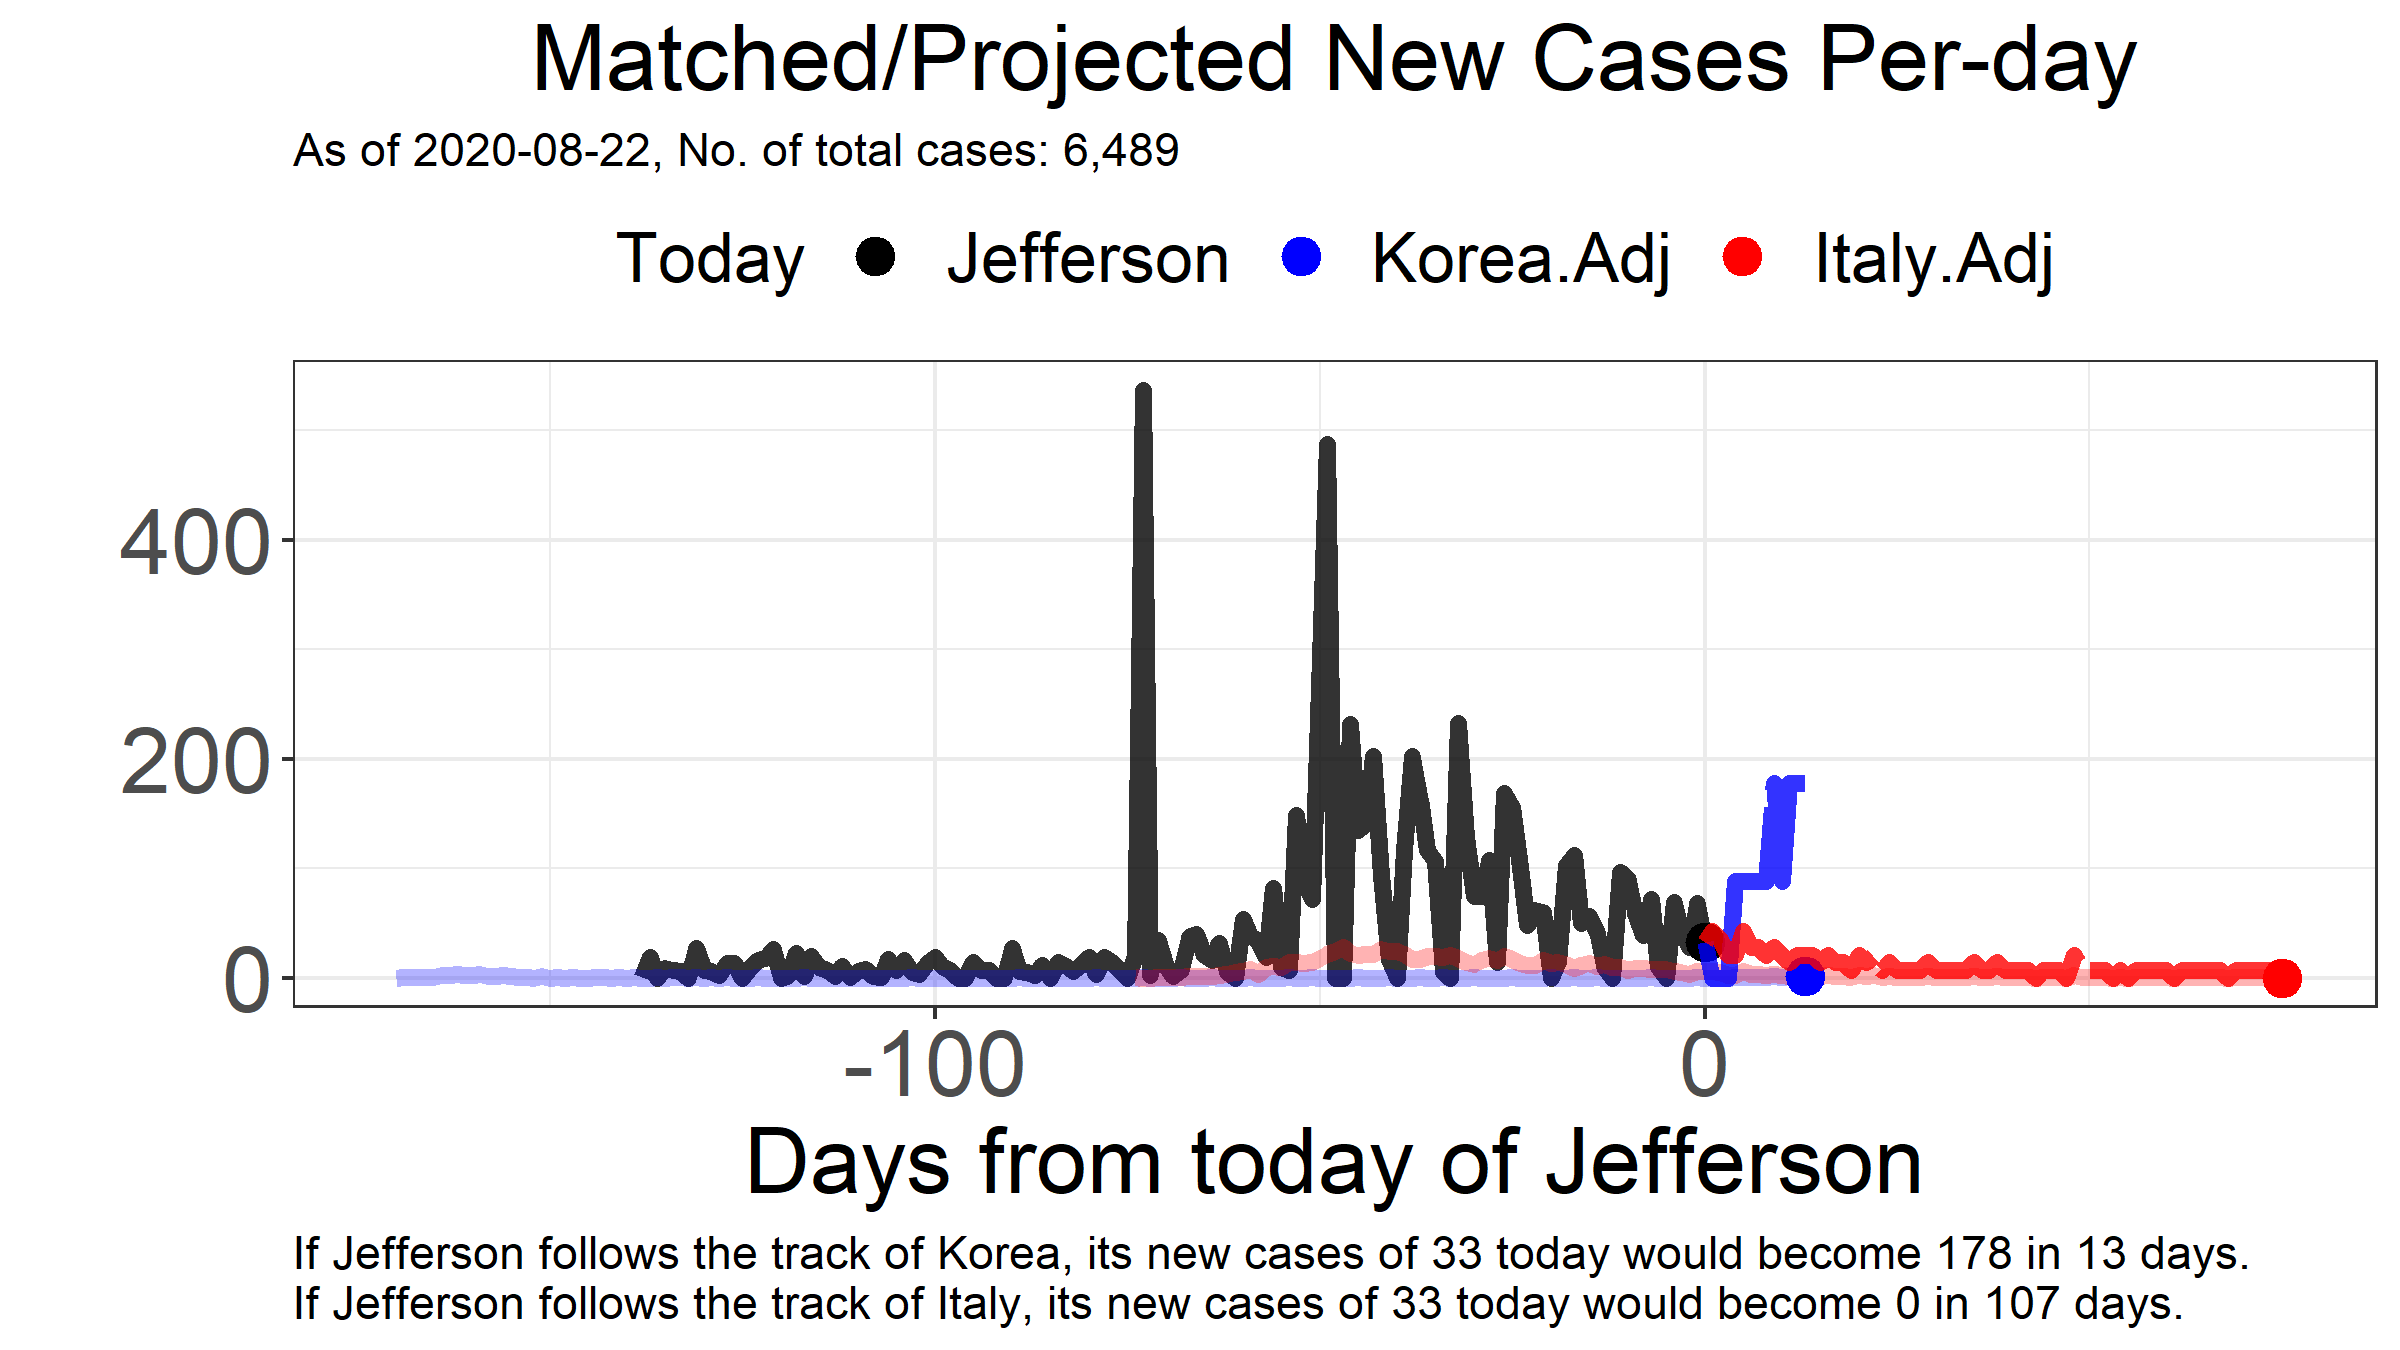 Matched/Projected New Cases Per-day
As of 2020-08-22, No. of total cases: 6,489
Today Jefferson Korea.Adj Italy.Adj
400
200
0
-100 0
Days from today of Jefferson
If Jefferson follows the track of Korea, its new cases of 33 today would become 178 in 13 days.
If Jefferson follows the track of Italy, its new cases of 33 today would become 0 in 107 days.